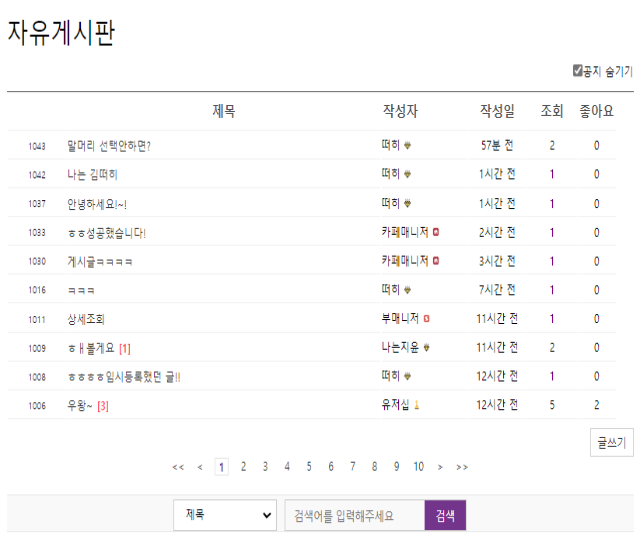 자유게시판
공지 숨기기
제목 작성자 작성일 조회 좋아요
1043 말머리 선택안하면? 떠히 57분 전 2 0
1042 나는 김떠히 떠히 1시간 전 1 0
1037 안녕하세요!~! 떠히 1시간 전 1 0
1033 ㅎㅎ성공했습니다! 카페매니저 2시간 전 1 0
1030 게시글ㅋㅋㅋㅋ 카페매니저 3시간 전 1 0
1016 ㅋㅋㅋ 떠히 7시간 전 1 0
1011 상세조회 부매니저 11시간 전 1 0
1009 ㅎㅐ볼게요 [1] 나는지윤 11시간 전 2 0
1008 ㅎㅎㅎㅎ임시등록했던 글!! 떠히 12시간 전 1 0
1006 우왕~ [3] 유저십 12시간 전 5 2
글쓰기
<< < 1 2 3 4 5 6 7 8 9 10 > >>
제목 검색어를 입력해주세요 검색